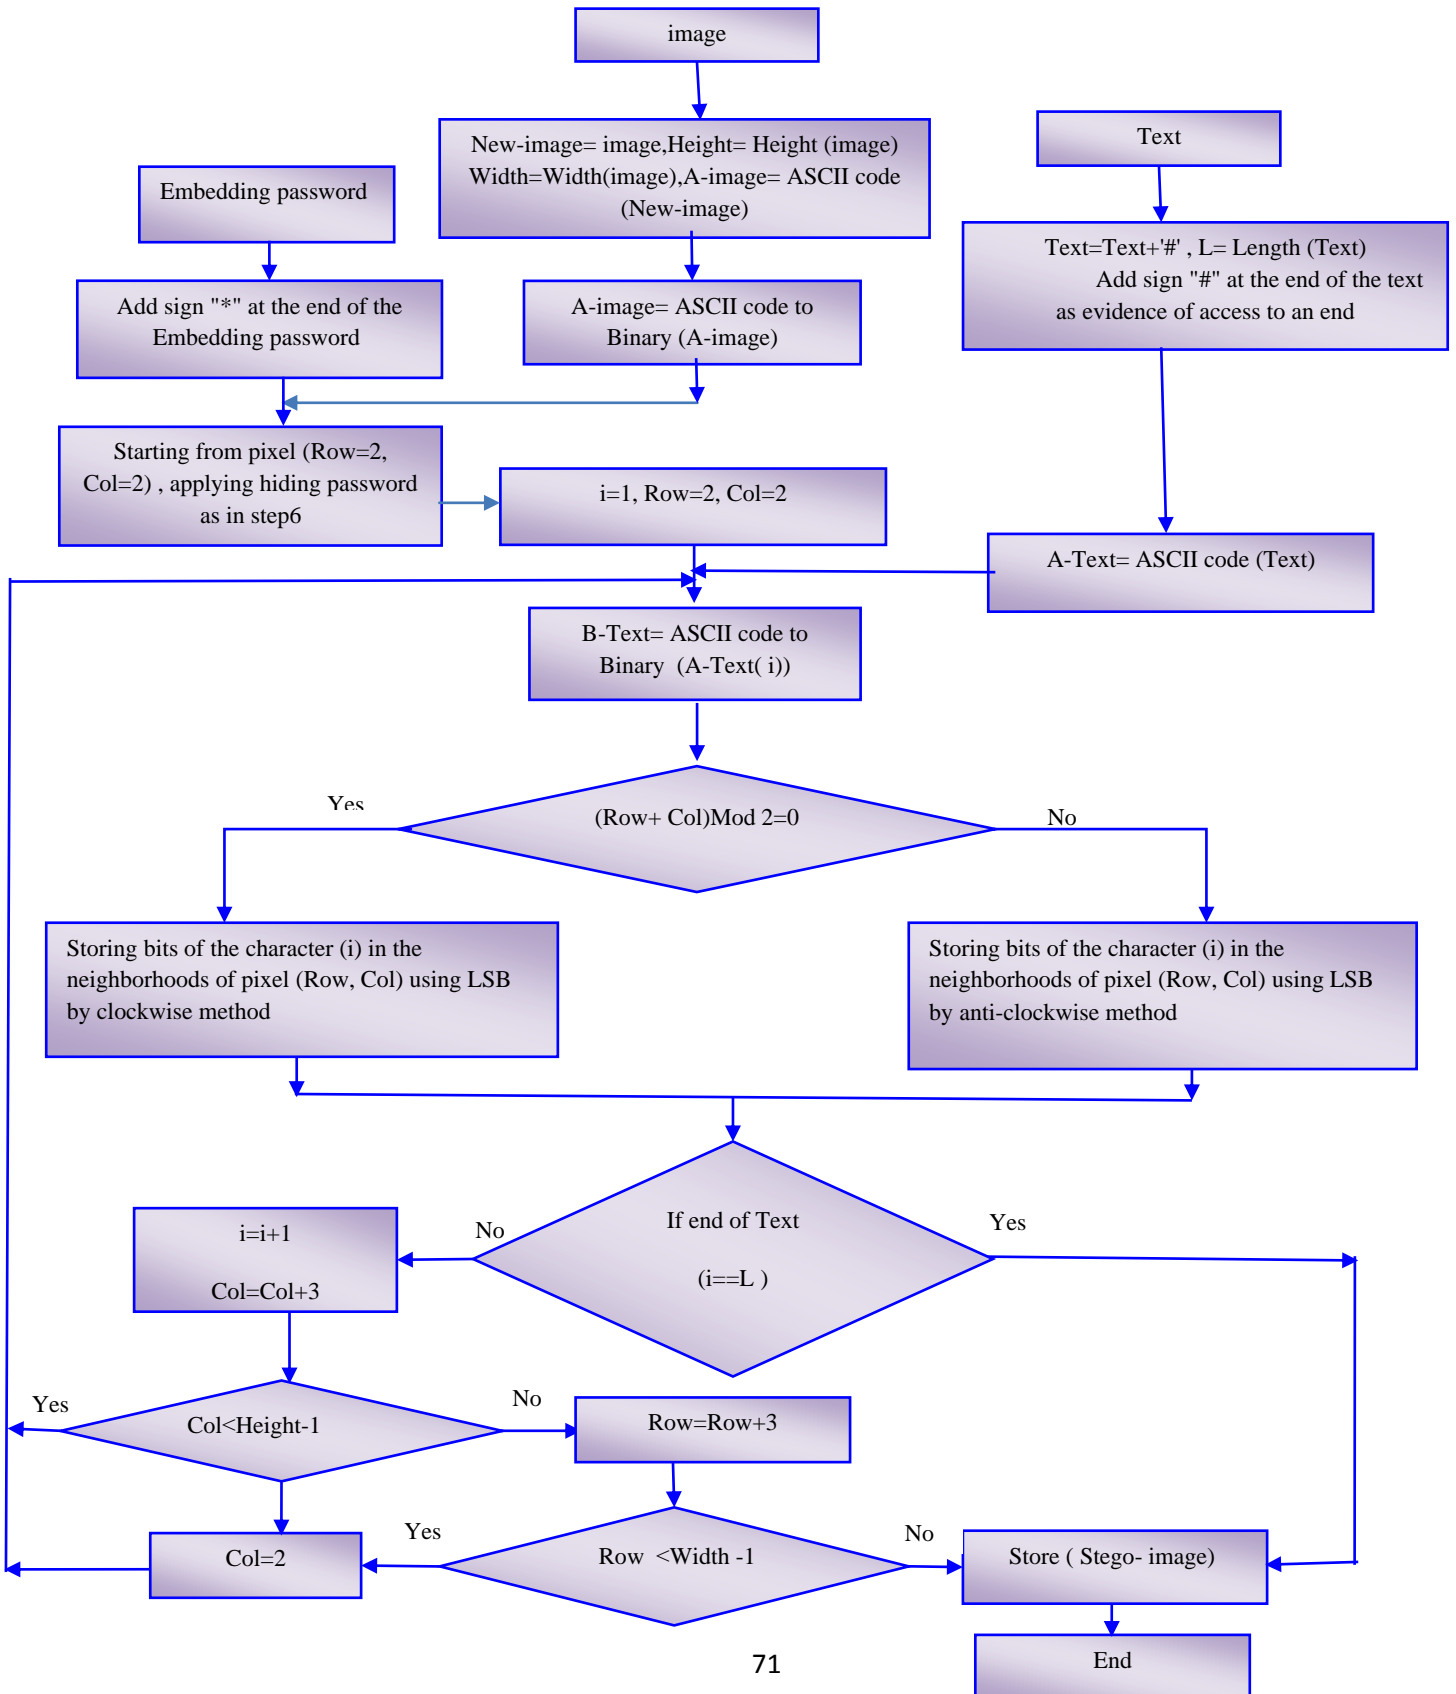 image
New-image= image,Height= Height (image)
Width=Width(image),A-image= ASCII code
(New-image)
Text
Embedding password
Text=Text+'#' , L= Length (Text)
Add sign "#" at the end of the text
as evidence of access to an end
Add sign "*" at the end of the
Embedding password
A-image= ASCII code to
Binary (A-image)
Starting from pixel (Row=2,
Col=2) , applying hiding password
as in step6
i=1, Row=2, Col=2
A-Text= ASCII code (Text)
B-Text= ASCII code to
Binary (A-Text( i))
Yes
(Row+ Col)Mod 2=0
No
Storing bits of the character (i) in the
neighborhoods of pixel (Row, Col) using LSB
by clockwise method
Storing bits of the character (i) in the
neighborhoods of pixel (Row, Col) using LSB
by anti-clockwise method
If end of Text
(i==L )
No
Yes
i=i+1
Col=Col+3
Yes
Col<Height-1
No
Row=Row+3
Col=2
Yes
Row <Width -1
No
Store ( Stego- image)
End
71